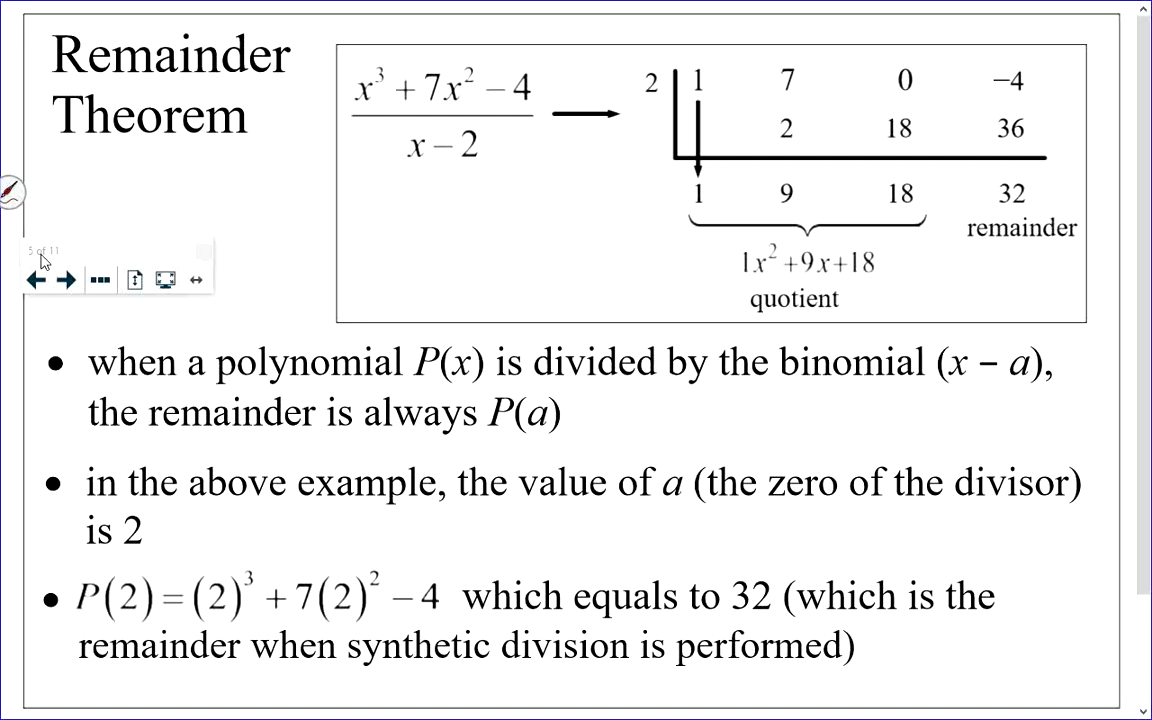 Remainder
Theorem
x³ + 7x² – 4
x – 2
2 1 7 0 –4
2 18 36
1 9 18 32
remainder
1x² +9x+18
quotient
5 of 11
• when a polynomial P(x) is divided by the binomial (x – a),
the remainder is always P(a)
• in the above example, the value of a (the zero of the divisor)
is 2
• P(2) = (2)³ + 7(2)² – 4 which equals to 32 (which is the
remainder when synthetic division is performed)